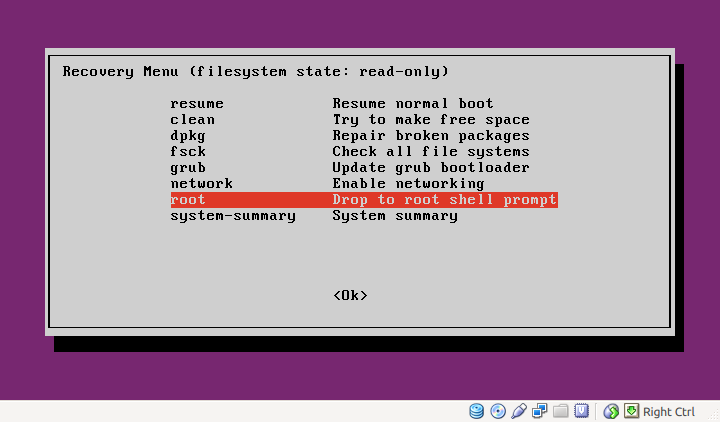 Recovery Menu (filesystem state: read-only)
resume Resume normal boot
clean Try to make free space
dpkg Repair broken packages
fsck Check all file systems
grub Update grub bootloader
network Enable networking
root Drop to root shell prompt
system-summary System summary
<Ok>
Right Ctrl